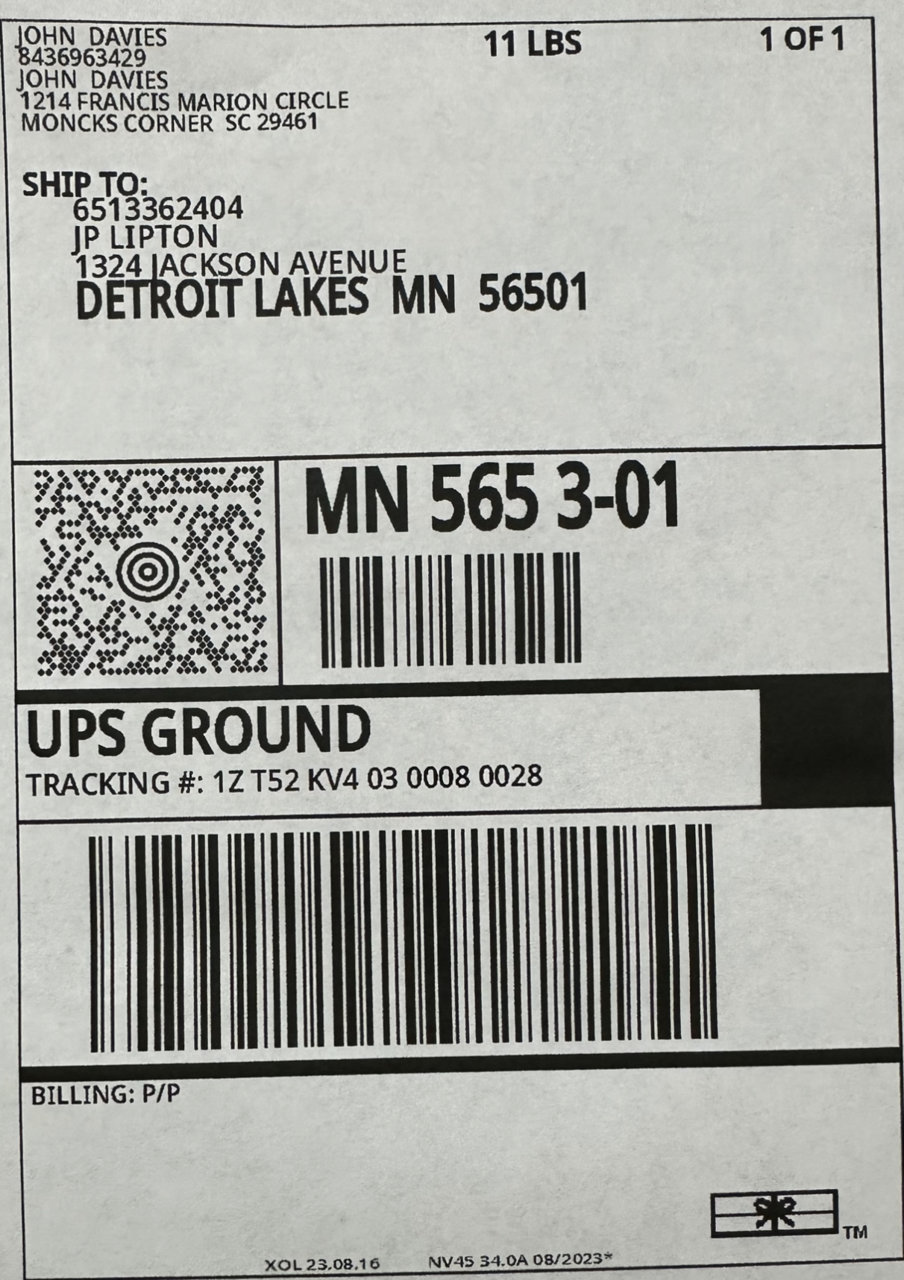 JOHN DAVIES
8436963429
JOHN DAVIES
1214 FRANCIS MARION CIRCLE
MONCKS CORNER SC 29461
11 LBS
1 OF 1
SHIP TO:
6513362404
JP LIPTON
1324 JACKSON AVENUE
DETROIT LAKES MN 56501
MN 565 3-01
UPS GROUND
TRACKING #: 1Z T52 KV4 03 0008 0028
BILLING: P/P
TM
XOL 23.08.16 NV45 34.0A 08/2023*